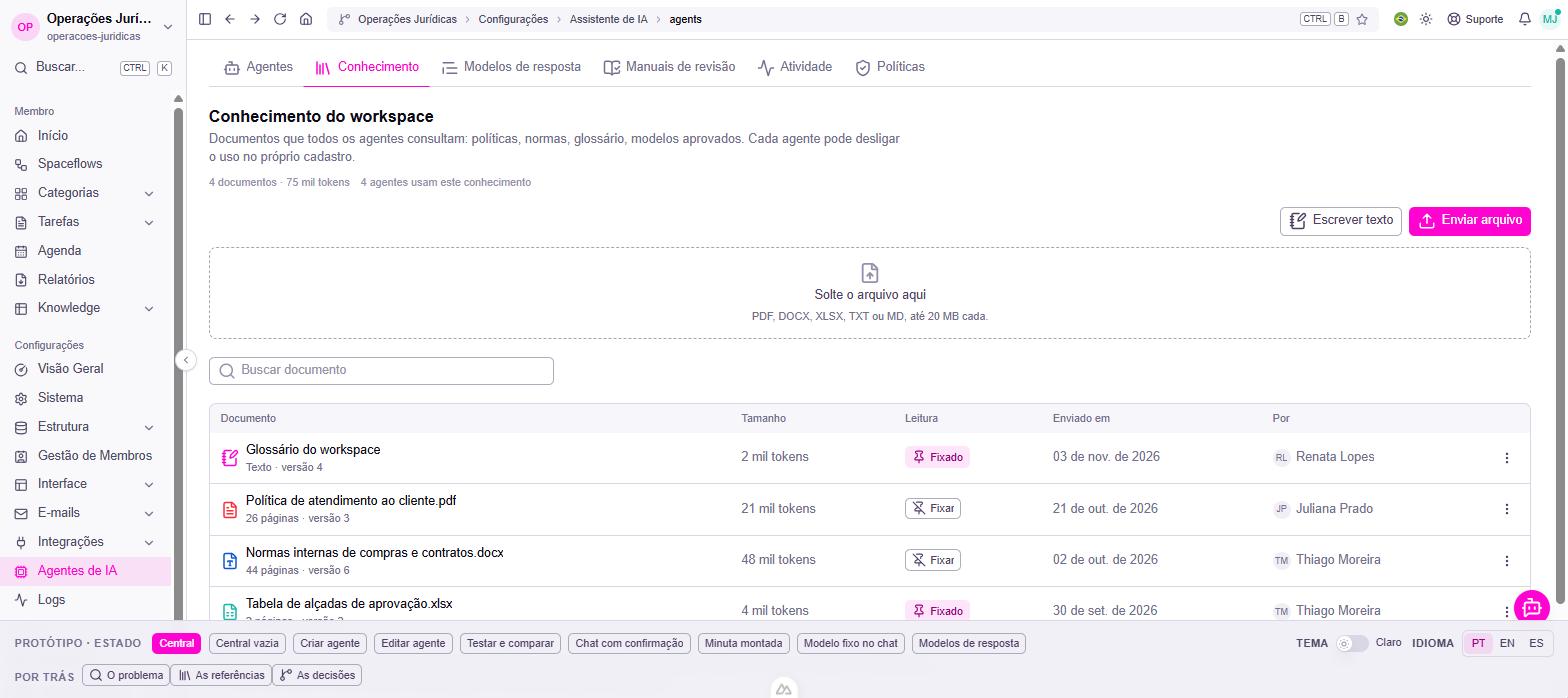 OP Operações Jurí...
operacoes-juridicas
Operações Jurídicas > Configurações > Assistente de IA > agents CTRL B Suporte MJ
Buscar... CTRL K
Agentes Conhecimento Modelos de resposta Manuais de revisão Atividade Políticas
Membro
Início
Spaceflows
Categorias
Tarefas
Agenda
Relatórios
Knowledge
Configurações
Visão Geral
Sistema
Estrutura
Gestão de Membros
Interface
E-mails
Integrações
Agentes de IA
Logs
Conhecimento do workspace
Documentos que todos os agentes consultam: políticas, normas, glossário, modelos aprovados. Cada agente pode desligar
o uso no próprio cadastro.
4 documentos · 75 mil tokens 4 agentes usam este conhecimento
Escrever texto Enviar arquivo
Solte o arquivo aqui
PDF, DOCX, XLSX, TXT ou MD, até 20 MB cada.
Buscar documento
Documento Tamanho Leitura Enviado em Por
Glossário do workspace 2 mil tokens Fixado 03 de nov. de 2026 RL Renata Lopes
Texto · versão 4
Política de atendimento ao cliente.pdf 21 mil tokens Fixar 21 de out. de 2026 JP Juliana Prado
26 páginas · versão 3
Normas internas de compras e contratos.docx 48 mil tokens Fixar 02 de out. de 2026 TM Thiago Moreira
44 páginas · versão 6
Tabela de alçadas de aprovação.xlsx 4 mil tokens Fixado 30 de set. de 2026 TM Thiago Moreira
PROTÓTIPO · ESTADO Central Central vazia Criar agente Editar agente Testar e comparar Chat com confirmação Minuta montada Modelo fixo no chat Modelos de resposta TEMA Claro IDIOMA PT EN ES
POR TRÁS O problema As referências As decisões